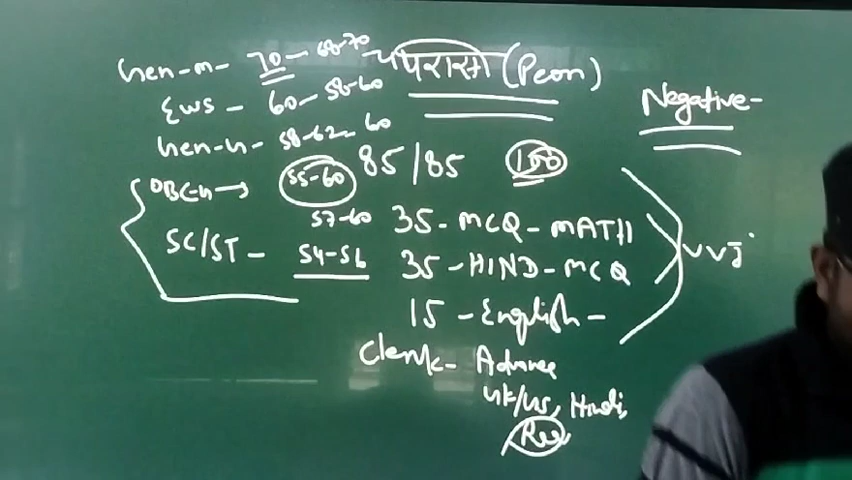 Gen-m- 70 - 68-70
EWS - 60 - 58-60
Gen-n- 58-62- 60
OBC-n → 55-60
57-60
SC/ST - 54-56
(Peon)
85/85 100
35-MCQ-MATH
35-HIND-MCQ
15-English-
Clerk- Advance
UK/US, Hindi,
Negative-
VVI